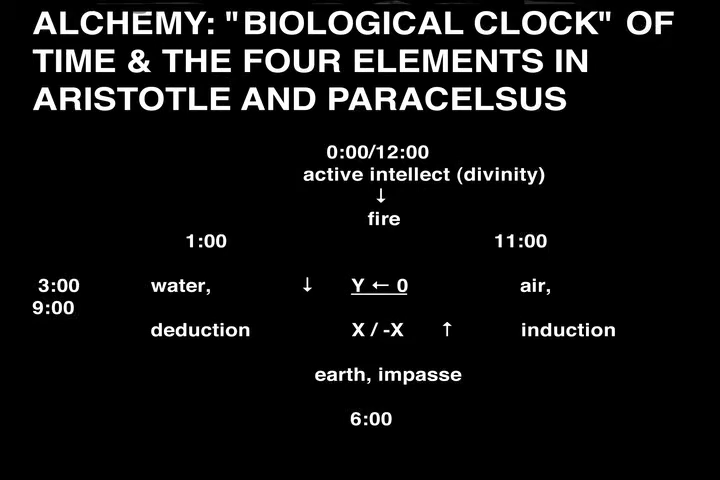 ALCHEMY: "BIOLOGICAL CLOCK" OF
TIME & THE FOUR ELEMENTS IN
ARISTOTLE AND PARACELSUS
0:00/12:00
active intellect (divinity)
↓
fire
1:00 11:00
3:00 water, ↓ Y ← 0 air,
9:00
deduction X / -X ↑ induction
earth, impasse
6:00